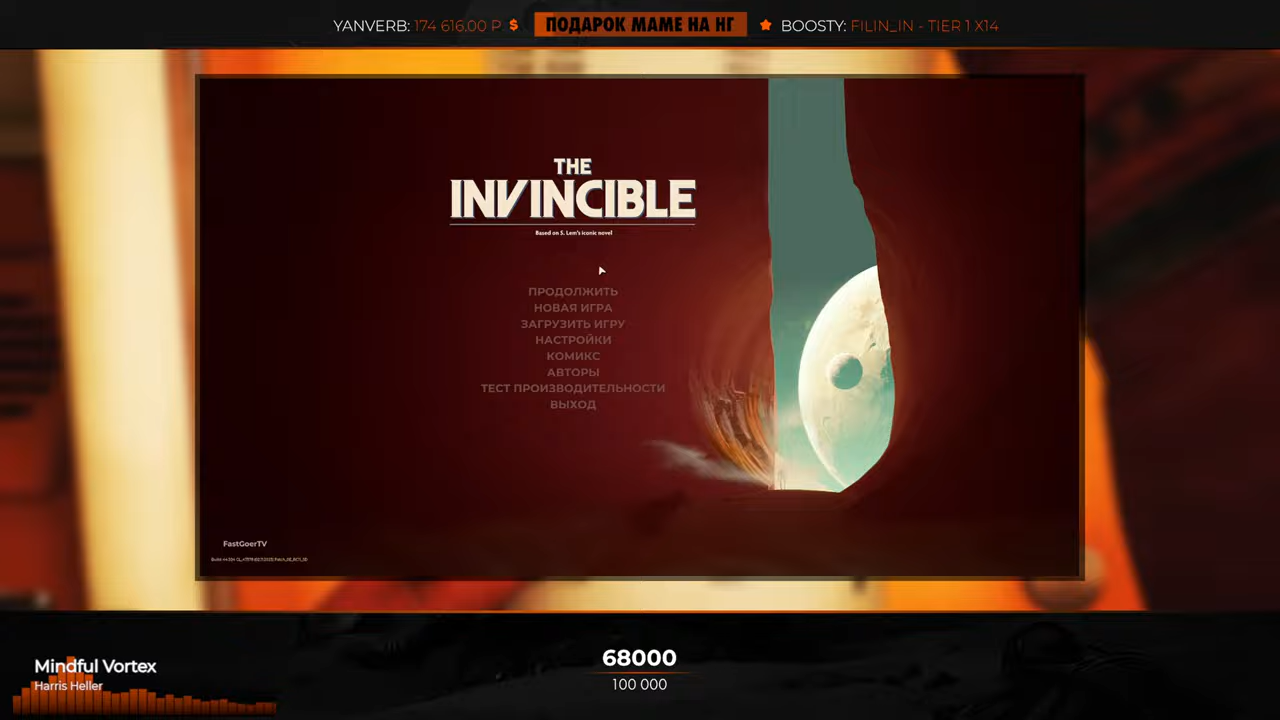 YANVERB: 174 616.00 Р $ ПОДАРОК МАМЕ НА НГ BOOSTY: FILIN_IN - TIER 1 X14
THE
INVINCIBLE
Based on S. Lem's iconic novel
ПРОДОЛЖИТЬ
НОВАЯ ИГРА
ЗАГРУЗИТЬ ИГРУ
НАСТРОЙКИ
КОМИКС
АВТОРЫ
ТЕСТ ПРОИЗВОДИТЕЛЬНОСТИ
ВЫХОД
FastGoerTV
Mindful Vortex
Harris Heller
68000
100 000